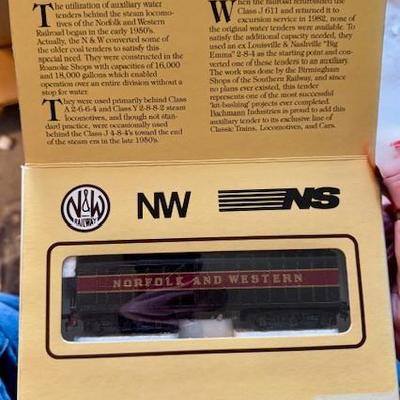 The utilization of auxiliary water
tenders behind the steam locomo-
tives of the Norfolk and Western
Railroad began in the early 1950's.
Actually, the N & W converted some of
the older coal tenders to satisfy this
special need. They were constructed in the
Roanoke Shops with capacities of 16,000
and 18,000 gallons which enabled
operation over an entire division without a
stop for water.
They were used primarily behind Class
A 2-6-6-4 and Class Y 2-8-8-2 steam
locomotives, and though not stan-
dard practice, were occasionally used
behind the Class J 4-8-4's toward the end
of the steam era in the late 1950's.
When the railroad refurbished the
Class J 611 and returned it to
excursion service in 1982, none of
the original water tenders were available. To
satisfy the additional capacity needed, they
used an ex Louisville & Nashville "Big
Emma" 2-8-4 as the starting point and con-
verted one of these tenders to an auxiliary.
The work was done by the Birmingham
Shops of the Southern Railway, and since
no plans ever existed, this tender
represents one of the most successful
'kit-bashing' projects ever completed.
Bachmann Industries is proud to add this
auxiliary tender to its exclusive line of
Classic Trains, Locomotives, and Cars.
N&W
RAILWAY
NW
NS
NORFOLK AND WESTERN